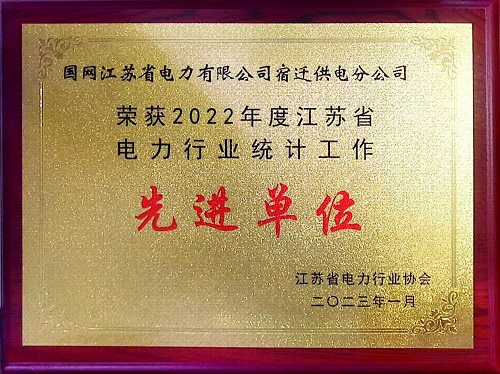 国网江苏省电力有限公司宿迁供电分公司
荣获2022年度江苏省
电力行业统计工作
先进单位
江苏省电力行业协会
二〇二三年一月